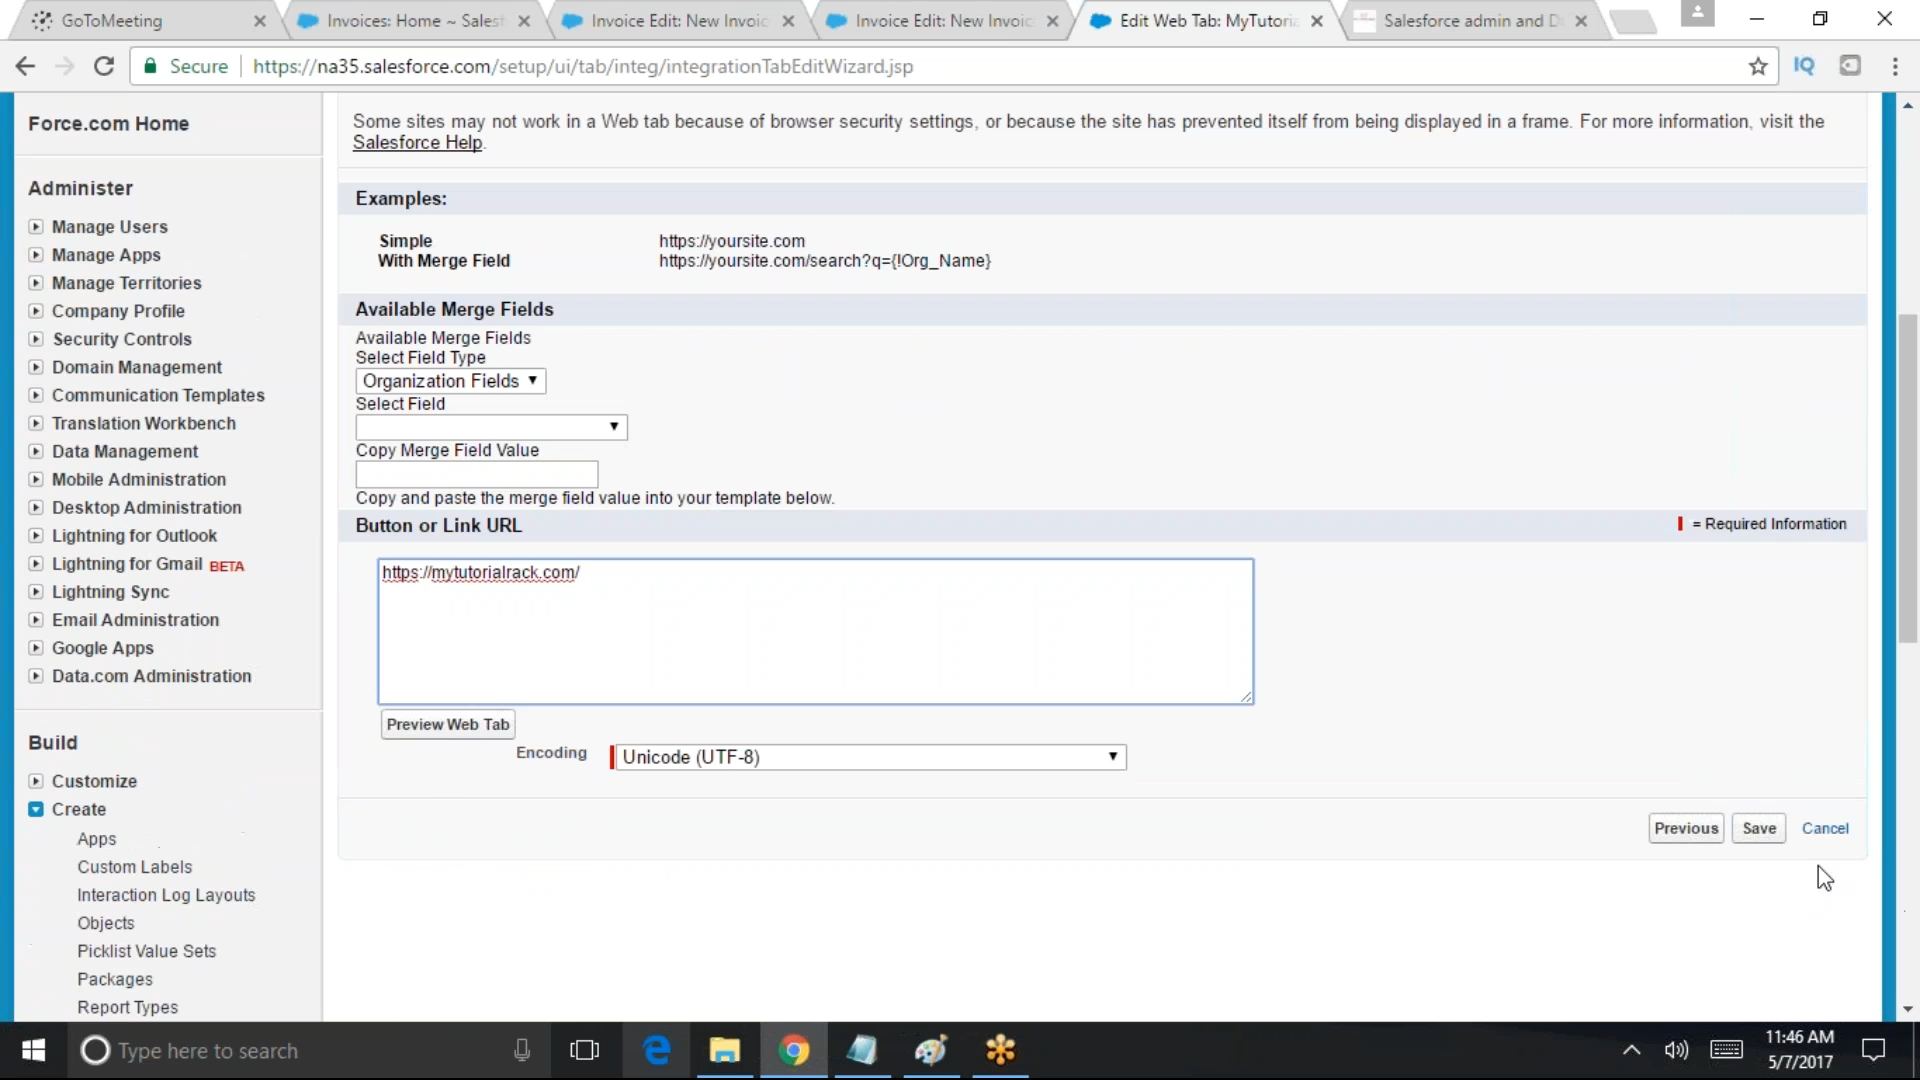 GoToMeeting
Invoices: Home ~ Salesf
Invoice Edit: New Invoic
Invoice Edit: New Invoic
Edit Web Tab: MyTutoria
Salesforce admin and D
Secure
https://na35.salesforce.com/setup/ui/tab/integ/integrationTabEditWizard.jsp
IQ
Force.com Home
Administer
Manage Users
Manage Apps
Manage Territories
Company Profile
Security Controls
Domain Management
Communication Templates
Translation Workbench
Data Management
Mobile Administration
Desktop Administration
Lightning for Outlook
Lightning for Gmail BETA
Lightning Sync
Email Administration
Google Apps
Data.com Administration
Build
Customize
Create
Apps
Custom Labels
Interaction Log Layouts
Objects
Picklist Value Sets
Packages
Report Types
Some sites may not work in a Web tab because of browser security settings, or because the site has prevented itself from being displayed in a frame. For more information, visit the
Salesforce Help.
Examples:
Simple https://yoursite.com
With Merge Field https://yoursite.com/search?q={!Org_Name}
Available Merge Fields
Available Merge Fields
Select Field Type
Organization Fields
Select Field
Copy Merge Field Value
Copy and paste the merge field value into your template below.
Button or Link URL
= Required Information
https://mytutorialrack.com/
Preview Web Tab
Encoding Unicode (UTF-8)
Previous Save Cancel
Type here to search
11:46 AM
5/7/2017